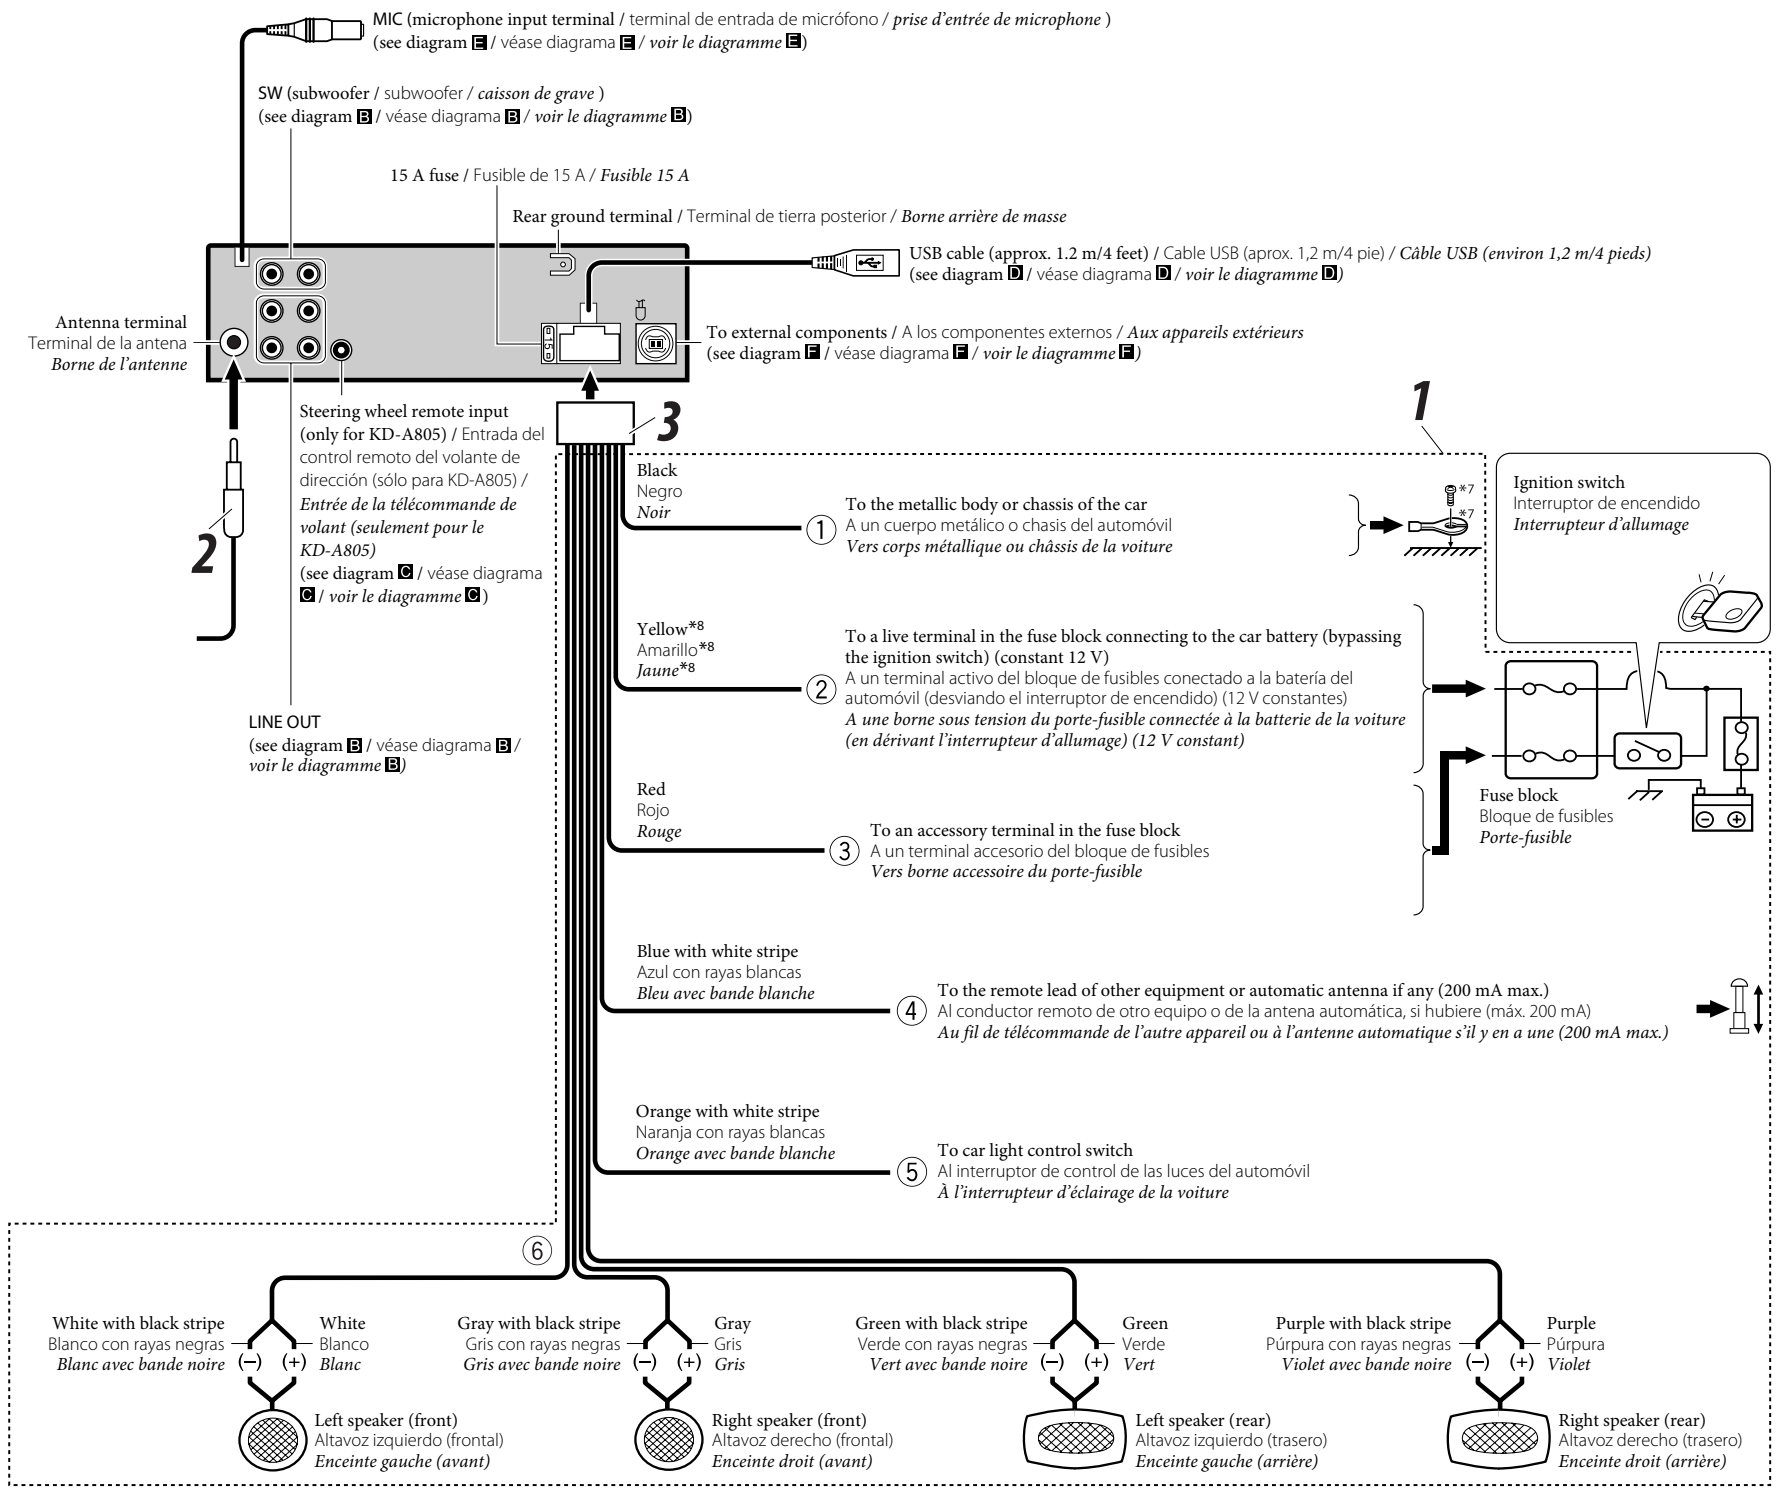 MIC (microphone input terminal / terminal de entrada de micrófono / prise d'entrée de microphone )
(see diagram E / véase diagrama E / voir le diagramme E)
SW (subwoofer / subwoofer / caisson de grave )
(see diagram B / véase diagrama B / voir le diagramme B)
15 A fuse / Fusible de 15 A / Fusible 15 A
Rear ground terminal / Terminal de tierra posterior / Borne arrière de masse
USB cable (approx. 1.2 m/4 feet) / Cable USB (aprox. 1,2 m/4 pie) / Câble USB (environ 1,2 m/4 pieds)
(see diagram D / véase diagrama D / voir le diagramme D)
Antenna terminal
Terminal de la antena
Borne de l'antenne
15
To external components / A los componentes externos / Aux appareils extérieurs
(see diagram F / véase diagrama F / voir le diagramme F)
Steering wheel remote input
(only for KD-A805) / Entrada del
control remoto del volante de
dirección (sólo para KD-A805) /
Entrée de la télécommande de
volant (seulement pour le
KD-A805)
(see diagram C / véase diagrama
C / voir le diagramme C)
2
3
1
LINE OUT
(see diagram B / véase diagrama B /
voir le diagramme B)
Black
Negro
Noir
①
To the metallic body or chassis of the car
A un cuerpo metálico o chasis del automóvil
Vers corps métallique ou châssis de la voiture
*7
*7
Ignition switch
Interruptor de encendido
Interrupteur d'allumage
Yellow*8
Amarillo*8
Jaune*8
②
To a live terminal in the fuse block connecting to the car battery (bypassing
the ignition switch) (constant 12 V)
A un terminal activo del bloque de fusibles conectado a la batería del
automóvil (desviando el interruptor de encendido) (12 V constantes)
A une borne sous tension du porte-fusible connectée à la batterie de la voiture
(en dérivant l'interrupteur d'allumage) (12 V constant)
Red
Rojo
Rouge
③
To an accessory terminal in the fuse block
A un terminal accesorio del bloque de fusibles
Vers borne accessoire du porte-fusible
Fuse block
Bloque de fusibles
Porte-fusible
Blue with white stripe
Azul con rayas blancas
Bleu avec bande blanche
④
To the remote lead of other equipment or automatic antenna if any (200 mA max.)
Al conductor remoto de otro equipo o de la antena automática, si hubiere (máx. 200 mA)
Au fil de télécommande de l'autre appareil ou à l'antenne automatique s'il y en a une (200 mA max.)
Orange with white stripe
Naranja con rayas blancas
Orange avec bande blanche
⑤
To car light control switch
Al interruptor de control de las luces del automóvil
À l'interrupteur d'éclairage de la voiture
⑥
White with black stripe
Blanco con rayas negras
Blanc avec bande noire
(−) (+)
White
Blanco
Blanc
Left speaker (front)
Altavoz izquierdo (frontal)
Enceinte gauche (avant)
Gray with black stripe
Gris con rayas negras
Gris avec bande noire
(−) (+)
Gray
Gris
Gris
Right speaker (front)
Altavoz derecho (frontal)
Enceinte droit (avant)
Green with black stripe
Verde con rayas negras
Vert avec bande noire
(−) (+)
Green
Verde
Vert
Left speaker (rear)
Altavoz izquierdo (trasero)
Enceinte gauche (arrière)
Purple with black stripe
Púrpura con rayas negras
Violet avec bande noire
(−) (+)
Purple
Púrpura
Violet
Right speaker (rear)
Altavoz derecho (trasero)
Enceinte droit (arrière)